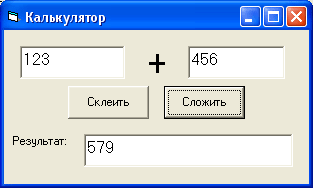 Калькулятор
123 + 456
Склеить Сложить
Результат: 579